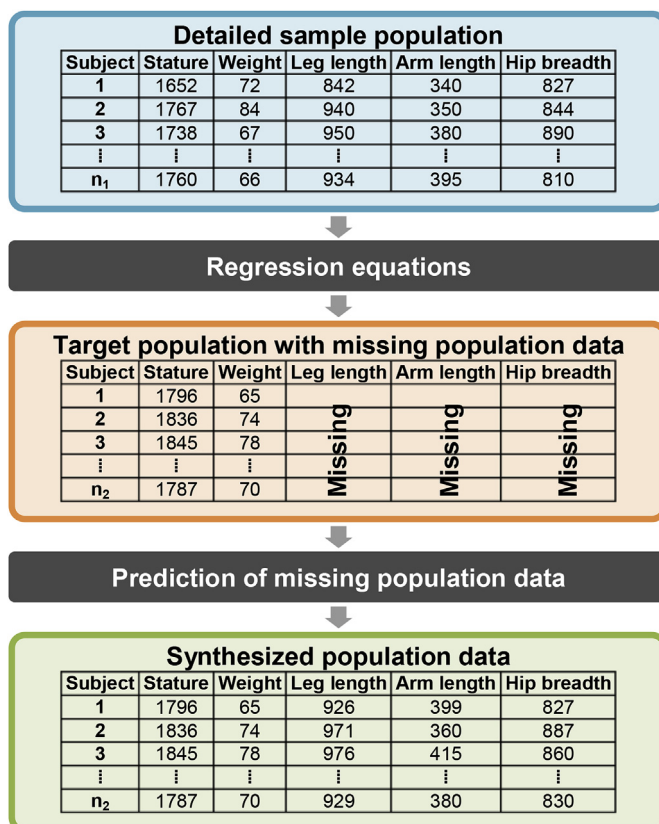 Detailed sample population
Subject Stature Weight Leg length Arm length Hip breadth
1 1652 72 842 340 827
2 1767 84 940 350 844
3 1738 67 950 380 890
⁞ ⁞ ⁞ ⁞ ⁞ ⁞
n₁ 1760 66 934 395 810
Regression equations
Target population with missing population data
Subject Stature Weight Leg length Arm length Hip breadth
1 1796 65
2 1836 74
3 1845 78
⁞ ⁞ ⁞
n₂ 1787 70
Missing
Missing
Missing
Prediction of missing population data
Synthesized population data
Subject Stature Weight Leg length Arm length Hip breadth
1 1796 65 926 399 827
2 1836 74 971 360 887
3 1845 78 976 415 860
⁞ ⁞ ⁞ ⁞ ⁞ ⁞
n₂ 1787 70 929 380 830